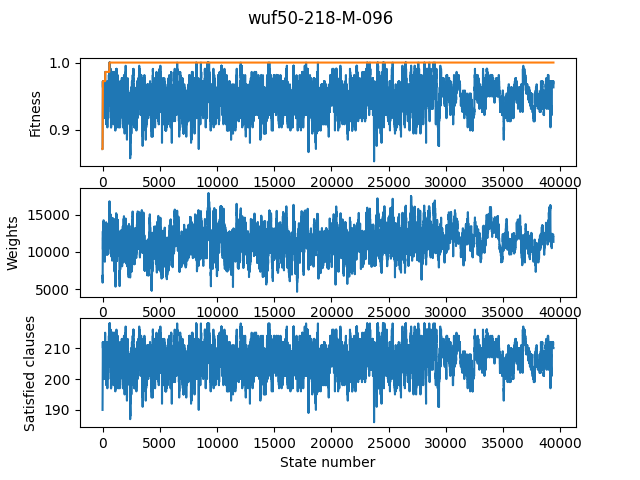 wuf50-218-M-096
1.0
0.9
Fitness
0 5000 10000 15000 20000 25000 30000 35000 40000
15000
10000
5000
Weights
0 5000 10000 15000 20000 25000 30000 35000 40000
210
200
190
Satisfied clauses
0 5000 10000 15000 20000 25000 30000 35000 40000
State number